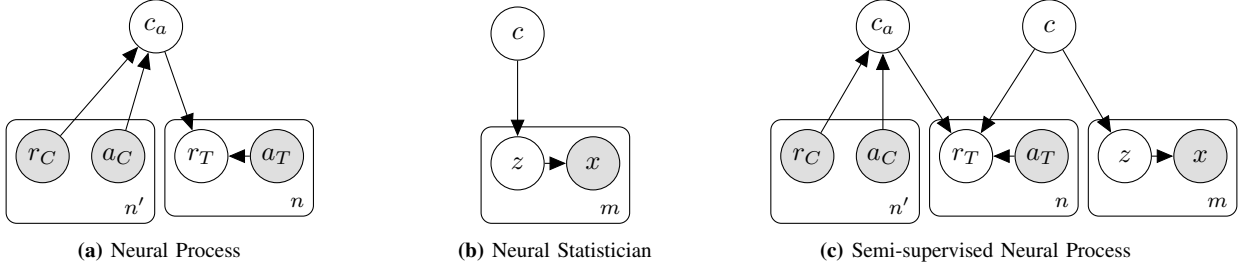 c_a
r_C a_C r_T a_T
n' n
(a) Neural Process
c
z x
m
(b) Neural Statistician
c_a c
r_C a_C r_T a_T z x
n' n m
(c) Semi-supervised Neural Process